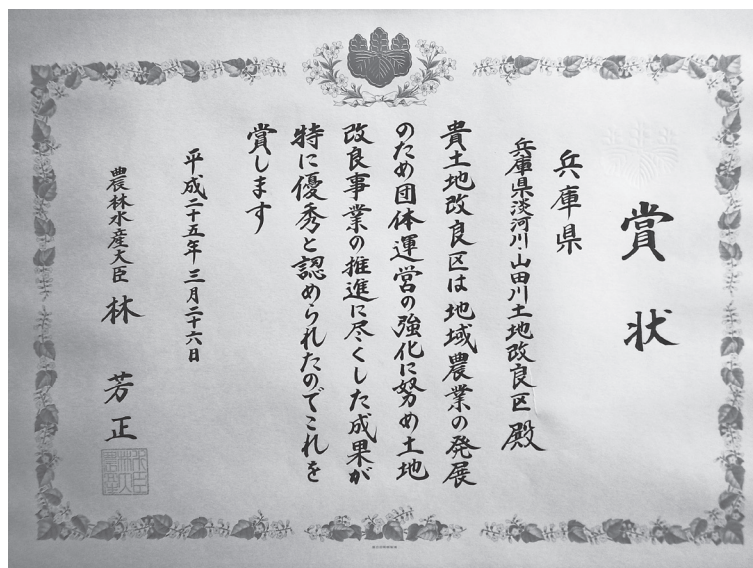 賞状
兵庫県
兵庫県淡河川・山田川土地改良区殿
貴土地改良区は地域農業の発展
のため団体運営の強化に努め土地
改良事業の推進に尽くした成果が
特に優秀と認められたのでこれを
賞します
平成二十五年三月二十六日
農林水産大臣 林 芳正